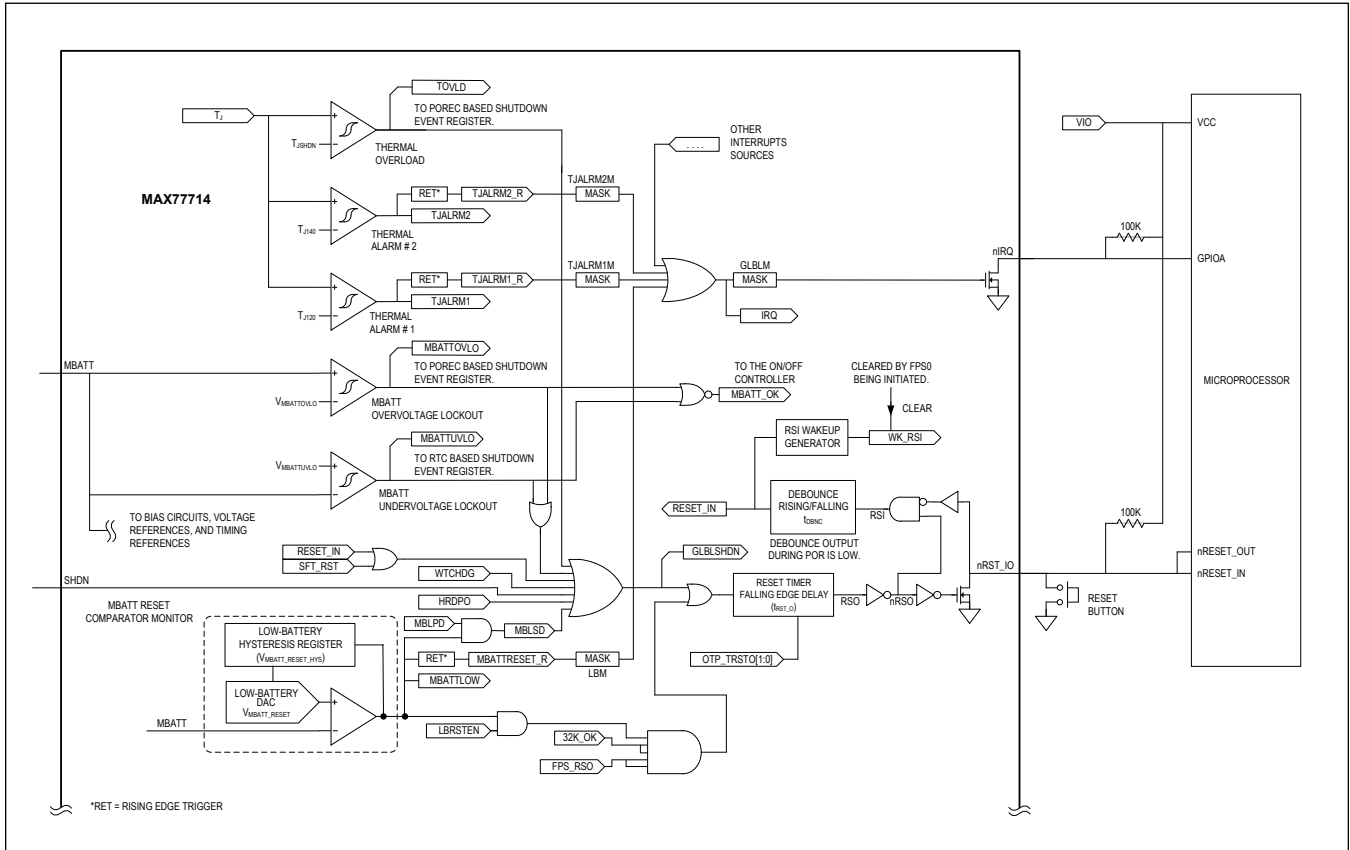 TOVLD
TO POREC BASED SHUTDOWN
EVENT REGISTER.
TJ
TJSHDN
THERMAL
OVERLOAD
OTHER
INTERRUPTS
SOURCES
. . . .
VIO
VCC
MAX77714
RET*
TJALRM2_R
TJALRM2M
MASK
TJALRM2
TJ140
THERMAL
ALARM # 2
100K
nIRQ
GPIOA
RET*
TJALRM1_R
TJALRM1M
MASK
GLBLM
MASK
TJALRM1
IRQ
TJ120
THERMAL
ALARM # 1
MBATT
MBATTOVLO
TO POREC BASED SHUTDOWN
EVENT REGISTER.
VMBATTOVLO
MBATT
OVERVOLTAGE LOCKOUT
TO THE ON/OFF
CONTROLLER
MBATT_OK
CLEARED BY FPS0
BEING INITIATED.
CLEAR
MICROPROCESSOR
MBATTUVLO
TO RTC BASED SHUTDOWN
EVENT REGISTER.
VMBATTUVLO
MBATT
UNDERVOLTAGE LOCKOUT
RSI WAKEUP
GENERATOR
WK_RSI
RESET_IN
DEBOUNCE
RISING/FALLING
tDBNC
RSI
DEBOUNCE OUTPUT
DURING POR IS LOW.
100K
TO BIAS CIRCUITS, VOLTAGE
REFERENCES, AND TIMING
REFERENCES
RESET_IN
SFT_RST
GLBLSHDN
nRST_IO
nRESET_OUT
nRESET_IN
SHDN
WTCHDG
HRDPO
RESET TIMER
FALLING EDGE DELAY
(tRST_O)
RSO
nRSO
RESET
BUTTON
MBATT RESET
COMPARATOR MONITOR
MBLPD
MBLSD
LOW-BATTERY
HYSTERESIS REGISTER
(VMBATT_RESET_HYS)
RET*
MBATTRESET_R
MASK
LBM
OTP_TRSTO[1:0]
MBATTLOW
LOW-BATTERY
DAC
VMBATT_RESET
MBATT
LBRSTEN
32K_OK
FPS_RSO
*RET = RISING EDGE TRIGGER